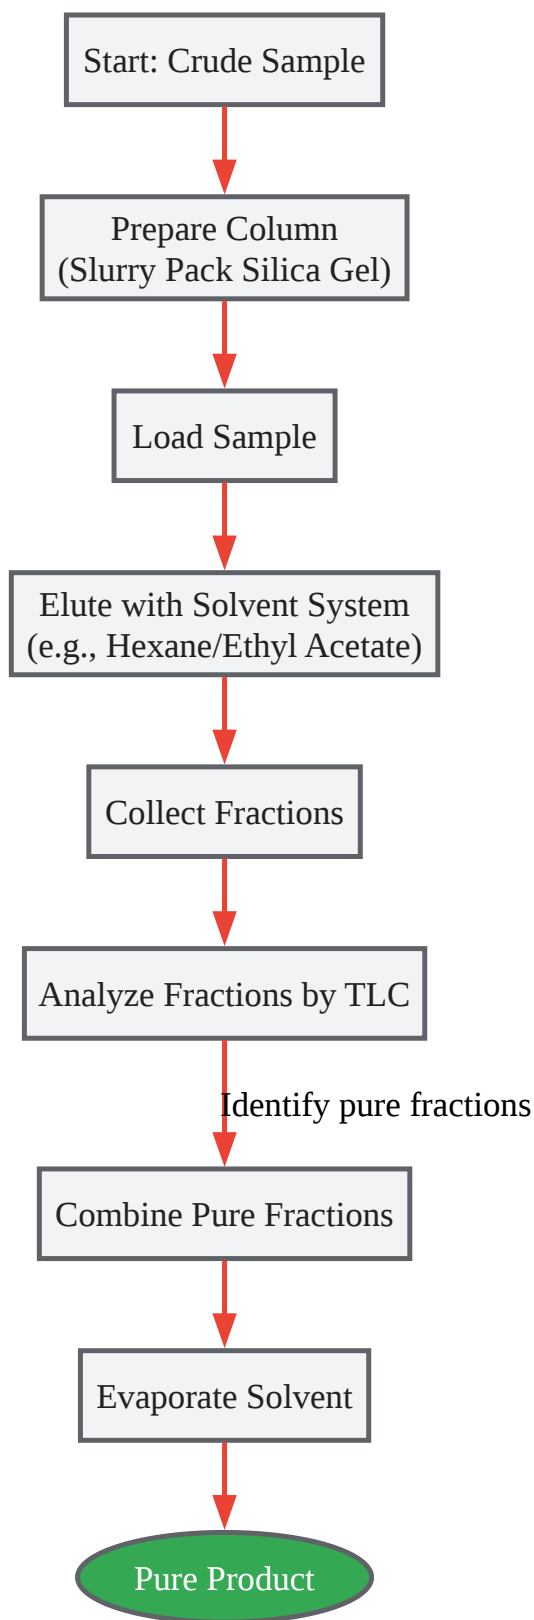 Start: Crude Sample
Prepare Column
(Slurry Pack Silica Gel)
Load Sample
Elute with Solvent System
(e.g., Hexane/Ethyl Acetate)
Collect Fractions
Analyze Fractions by TLC
Identify pure fractions
Combine Pure Fractions
Evaporate Solvent
Pure Product